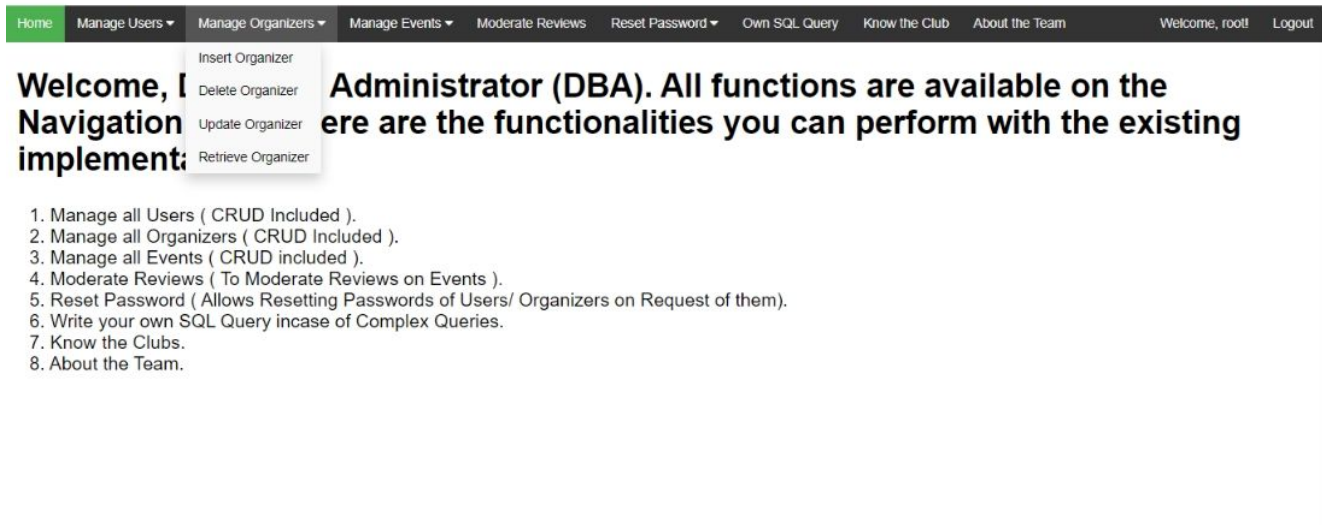 Home Manage Users Manage Organizers Manage Events Moderate Reviews Reset Password Own SQL Query Know the Club About the Team Welcome, root! Logout
Insert Organizer
Delete Organizer
Update Organizer
Retrieve Organizer
Welcome, Administrator (DBA). All functions are available on the
Navigation ere are the functionalities you can perform with the existing
implementa
1. Manage all Users ( CRUD Included ).
2. Manage all Organizers ( CRUD Included ).
3. Manage all Events ( CRUD included ).
4. Moderate Reviews ( To Moderate Reviews on Events ).
5. Reset Password ( Allows Resetting Passwords of Users/ Organizers on Request of them).
6. Write your own SQL Query incase of Complex Queries.
7. Know the Clubs.
8. About the Team.